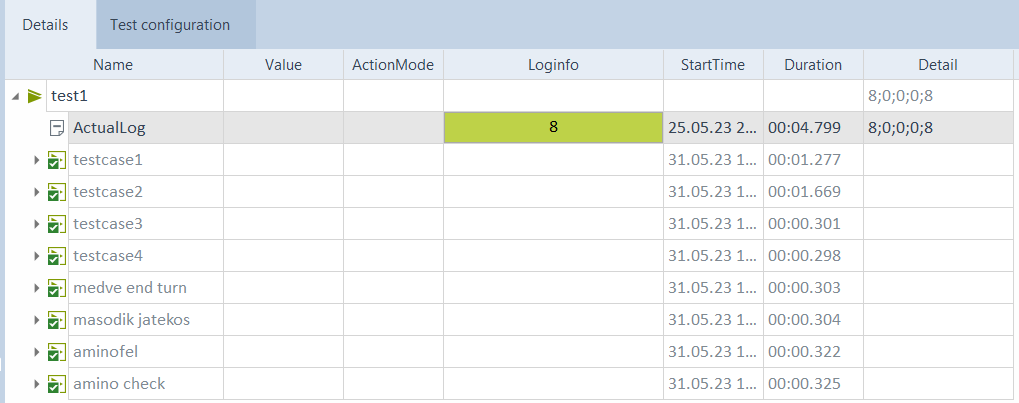 Details Test configuration
Name Value ActionMode Loginfo StartTime Duration Detail
test1 8;0;0;0;8
ActualLog 8 25.05.23 2... 00:04.799 8;0;0;0;8
testcase1 31.05.23 1... 00:01.277
testcase2 31.05.23 1... 00:01.669
testcase3 31.05.23 1... 00:00.301
testcase4 31.05.23 1... 00:00.298
medve end turn 31.05.23 1... 00:00.303
masodik jatekos 31.05.23 1... 00:00.304
aminofel 31.05.23 1... 00:00.322
amino check 31.05.23 1... 00:00.325